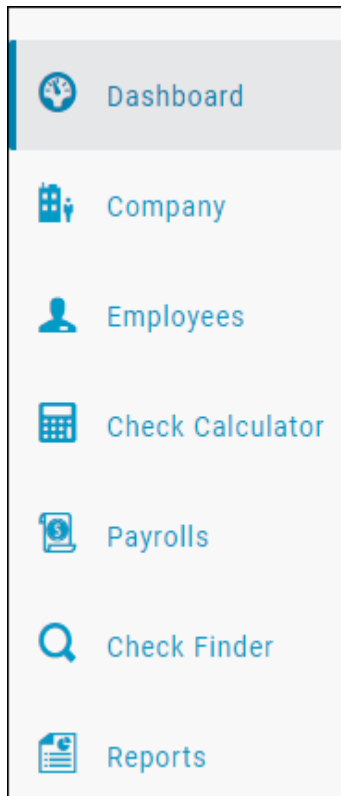 Dashboard
Company
Employees
Check Calculator
Payrolls
Check Finder
Reports